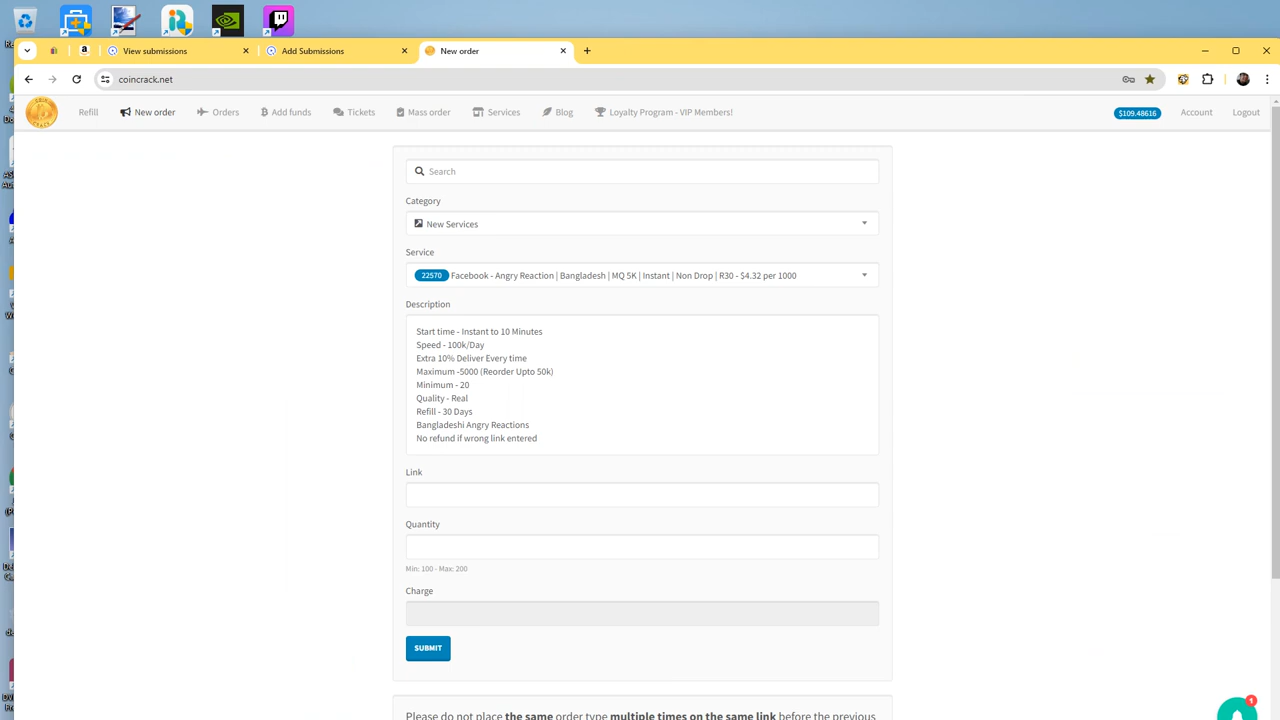 View submissions
Add Submissions
New order
coincrack.net
Refill
New order
Orders
Add funds
Tickets
Mass order
Services
Blog
Loyalty Program - VIP Members!
$109.48616
Account
Logout
Search
Category
New Services
Service
22570 Facebook - Angry Reaction | Bangladesh | MQ 5K | Instant | Non Drop | R30 - $4.32 per 1000
Description
Start time - Instant to 10 Minutes
Speed - 100k/Day
Extra 10% Deliver Every time
Maximum -5000 (Reorder Upto 50k)
Minimum - 20
Quality - Real
Refill - 30 Days
Bangladeshi Angry Reactions
No refund if wrong link entered
Link
Quantity
Min: 100 - Max: 200
Charge
SUBMIT
1
Please do not place the same order type multiple times on the same link before the previous